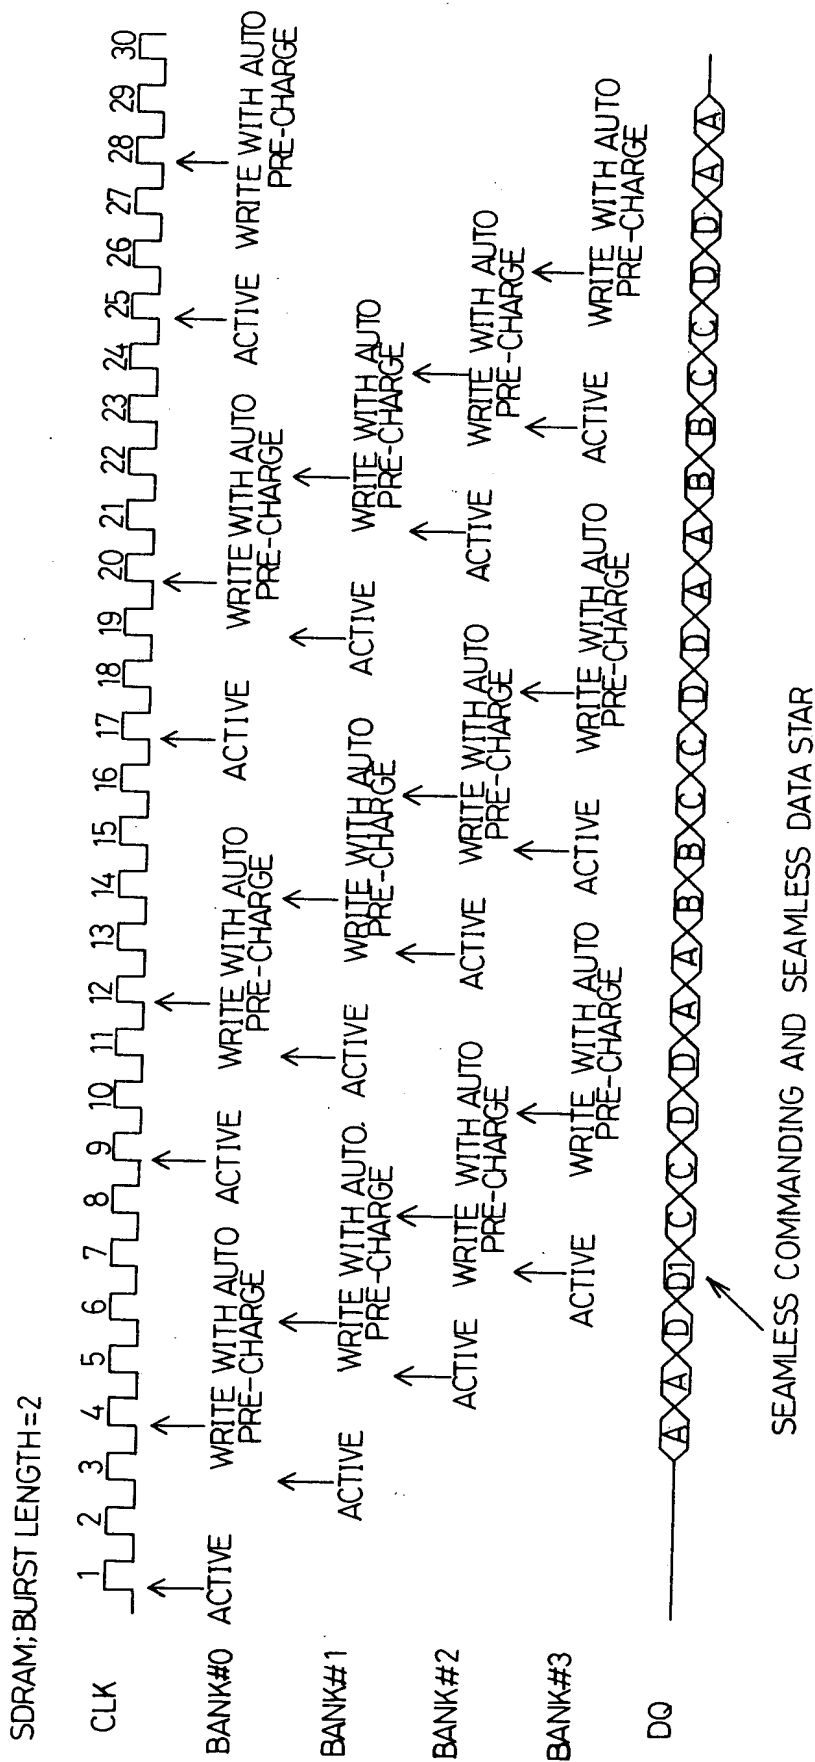 SDRAM;BURST LENGTH=2
CLK 1 2 3 4 5 6 7 8 9 10 11 12 13 14 15 16 17 18 19 20 21 22 23 24 25 26 27 28 29 30
BANK#0 ACTIVE WRITE WITH AUTO ACTIVE WRITE WITH AUTO ACTIVE WRITE WITH AUTO ACTIVE WRITE WITH AUTO
PRE-CHARGE PRE-CHARGE PRE-CHARGE PRE-CHARGE
BANK#1 ACTIVE WRITE WITH AUTO. ACTIVE WRITE WITH AUTO ACTIVE WRITE WITH AUTO
PRE-CHARGE PRE-CHARGE PRE-CHARGE
BANK#2 ACTIVE WRITE WITH AUTO ACTIVE WRITE WITH AUTO ACTIVE WRITE WITH AUTO
PRE-CHARGE PRE-CHARGE PRE-CHARGE
BANK#3 ACTIVE WRITE WITH AUTO ACTIVE WRITE WITH AUTO ACTIVE WRITE WITH AUTO
PRE-CHARGE PRE-CHARGE PRE-CHARGE
DQ A A D D1 C C D D A A B B C C D D A A B B C C D D A A
SEAMLESS COMMANDING AND SEAMLESS DATA STAR